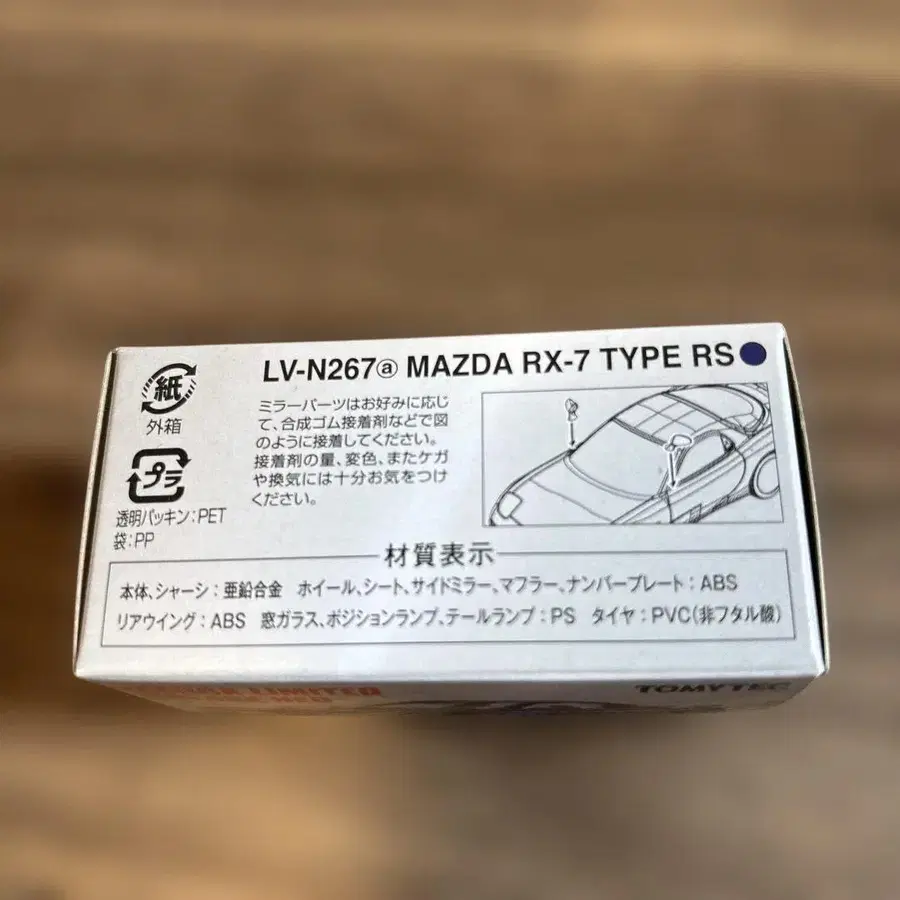 LV-N267ⓐ MAZDA RX-7 TYPE RS
紙
外箱
プラ
透明パッキン:PET
袋:PP
ミラーパーツはお好みに応じ
て、合成ゴム接着剤などで図
のように接着してください。
接着剤の量、変色、またケガ
や換気には十分お気をつけ
ください。
材質表示
本体、シャーシ:亜鉛合金 ホイール、シート、サイドミラー、マフラー、ナンバープレート:ABS
リアウイング:ABS 窓ガラス、ポジションランプ、テールランプ:PS タイヤ:PVC(非フタル酸)
LIMITED
TOMYTEC